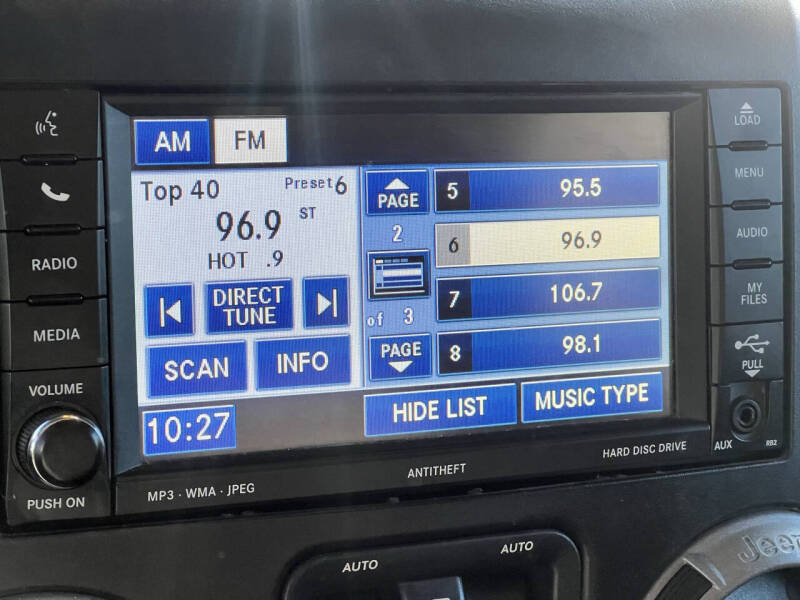 AM FM
Top 40 Preset 6
96.9 ST
HOT .9
DIRECT
TUNE
SCAN INFO
10:27
PAGE
2
of 3
PAGE
5 95.5
6 96.9
7 106.7
8 98.1
HIDE LIST MUSIC TYPE
RADIO
MEDIA
VOLUME
PUSH ON
LOAD
MENU
AUDIO
MY
FILES
PULL
AUX RB2
MP3 · WMA · JPEG ANTITHEFT HARD DISC DRIVE
AUTO AUTO
Jeep